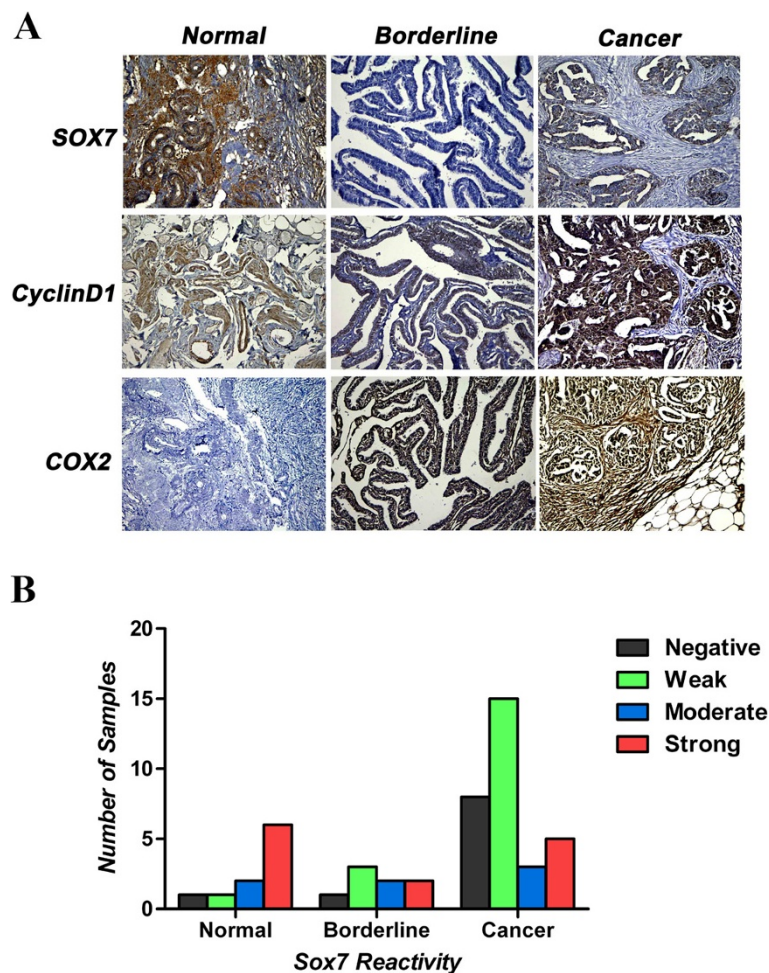 A
Normal Borderline Cancer
SOX7
CyclinD1
COX2
B
20
15
10
5
0
Number of Samples
Normal Borderline Cancer
Sox7 Reactivity
Negative
Weak
Moderate
Strong